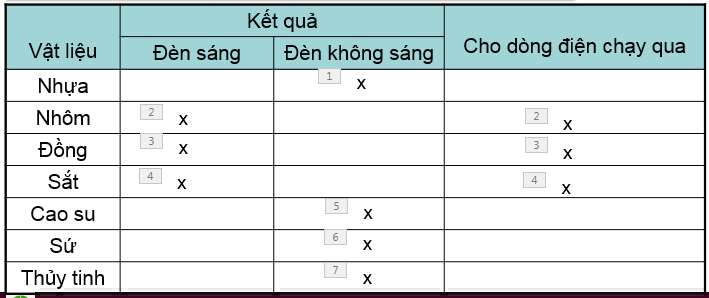 Kết quả
Vật liệu
Đèn sáng
Đèn không sáng
Cho dòng điện chạy qua
Nhựa 1 x
Nhôm 2 x 2 x
Đồng 3 x 3 x
Sắt 4 x 4 x
Cao su 5 x
Sứ 6 x
Thủy tinh 7 x